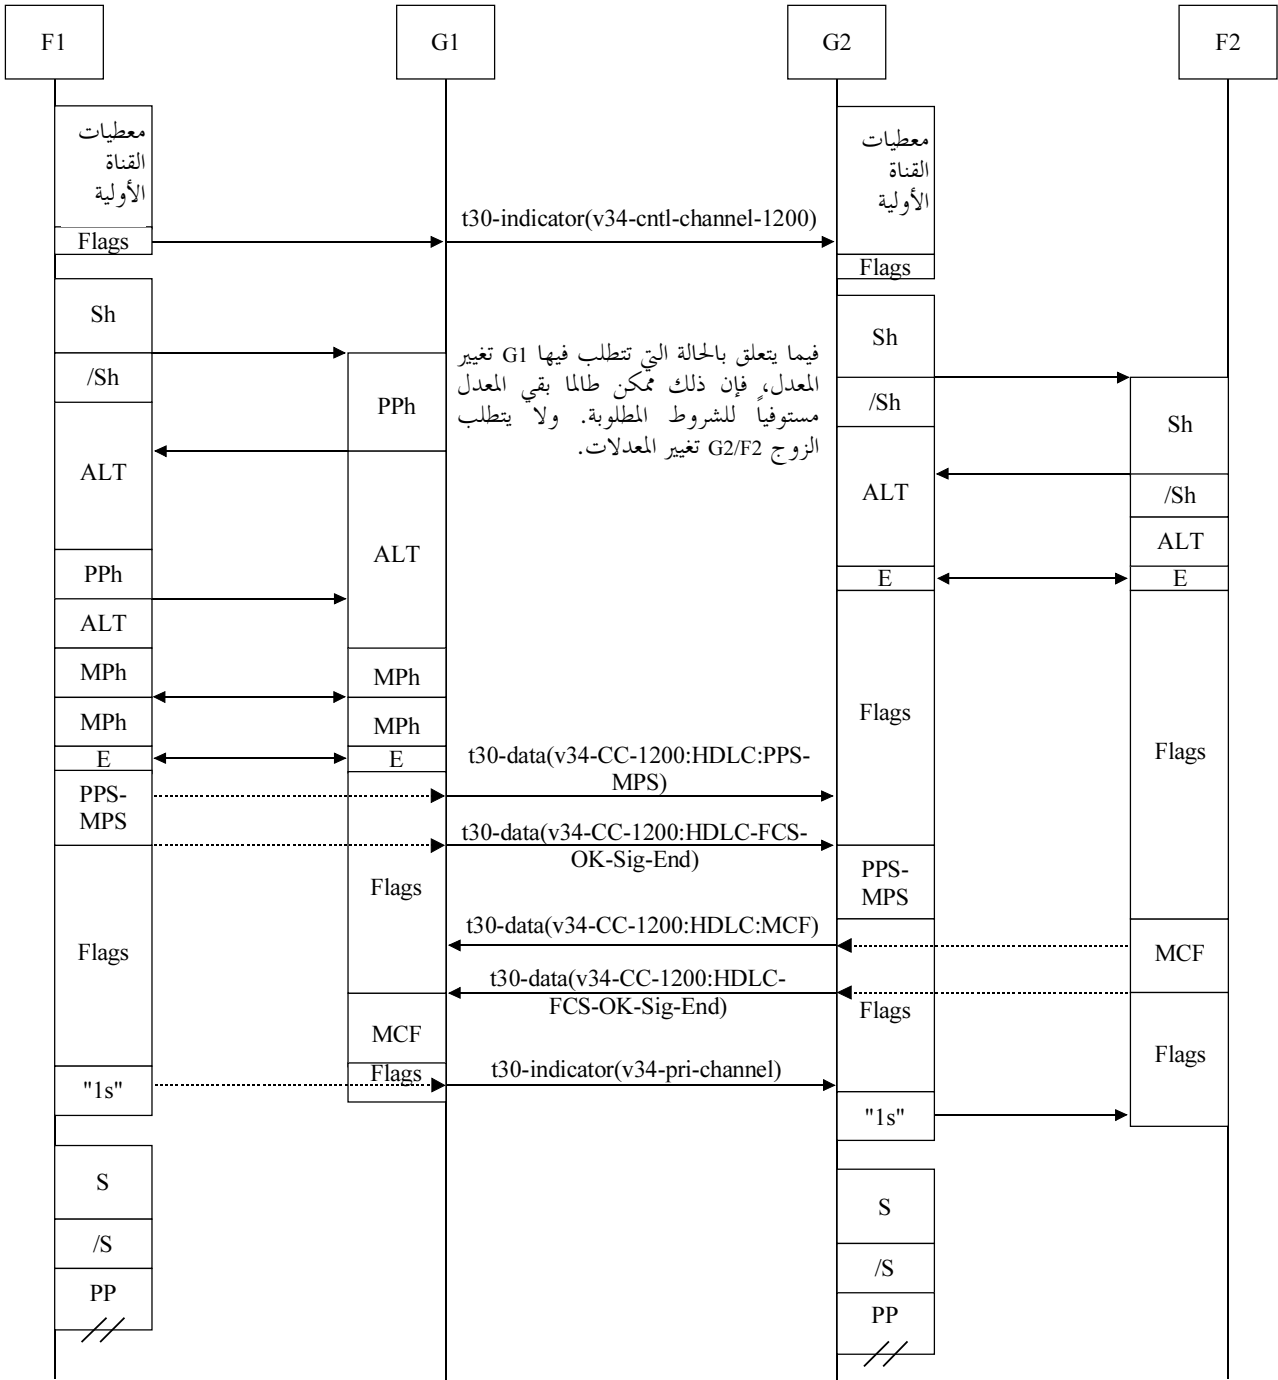 F1
G1
G2
F2
معطيات
القناة
الأولية
Flags
معطيات
القناة
الأولية
Flags
t30-indicator(v34-cntl-channel-1200)
Sh
/Sh
ALT
PPh
ALT
MPh
MPh
E
PPS-
MPS
Flags
"1s"
S
/S
PP
PPh
ALT
MPh
MPh
E
Flags
MCF
Flags
فيما يتعلق بالحالة التي تتطلب فيها G1 تغيير
المعدل، فإن ذلك ممكن طالما بقي المعدل
مستوفياً للشروط المطلوبة. ولا يتطلب
الزوج G2/F2 تغيير المعدلات.
t30-data(v34-CC-1200:HDLC:PPS-
MPS)
t30-data(v34-CC-1200:HDLC-FCS-
OK-Sig-End)
t30-data(v34-CC-1200:HDLC:MCF)
t30-data(v34-CC-1200:HDLC-
FCS-OK-Sig-End)
t30-indicator(v34-pri-channel)
Sh
/Sh
ALT
E
Flags
PPS-
MPS
Flags
"1s"
S
/S
PP
Sh
/Sh
ALT
E
Flags
MCF
Flags